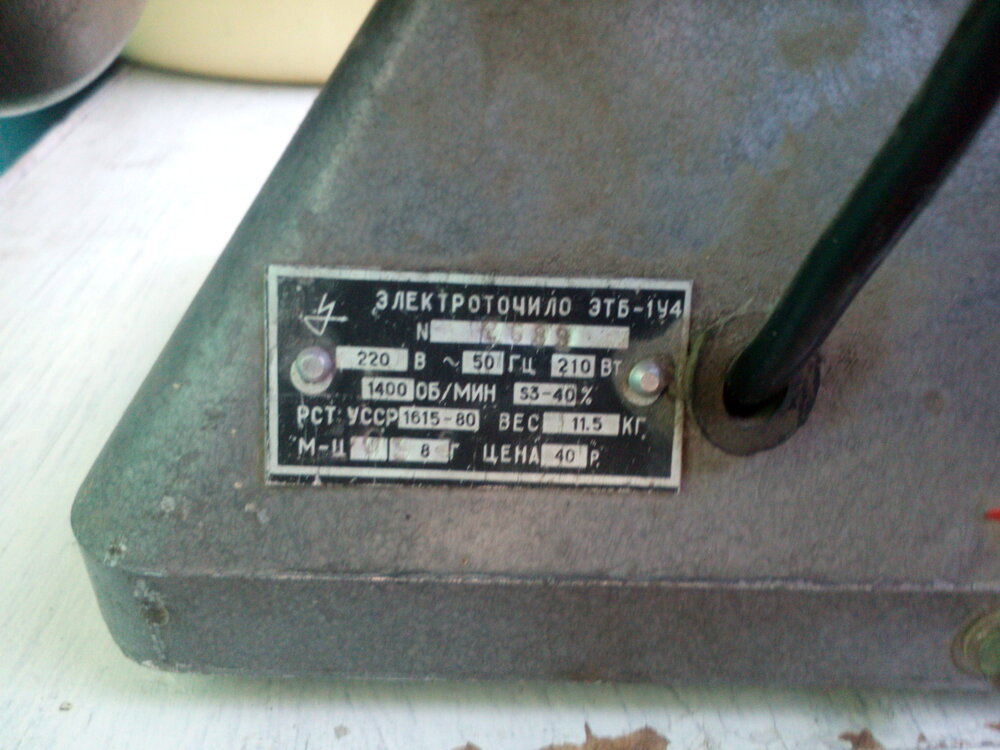 ЭЛЕКТРОТОЧИЛО ЭТБ-1У4
N
220 В ~ 50 ГЦ 210 Вт
1400 ОБ/МИН S3-40 %
РСТ УССР 1615-80 ВЕС 11.5 КГ
М-Ц 8 Г ЦЕНА 40 Р.